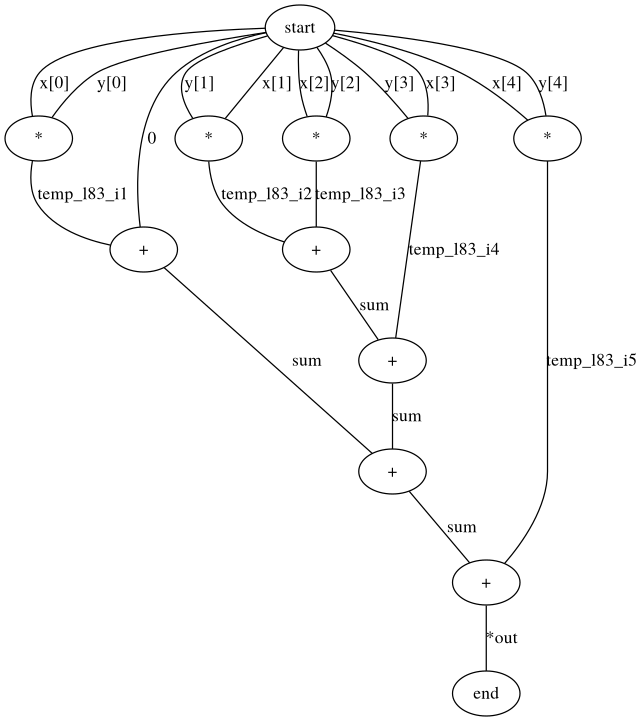 start
x[0] y[0] y[1] x[1] x[2] y[2] y[3] x[3] x[4] y[4]
* 0 * * * *
temp_l83_i1 temp_l83_i2 temp_l83_i3
+ + temp_l83_i4
sum
sum + temp_l83_i5
sum
+
sum
+
*out
end